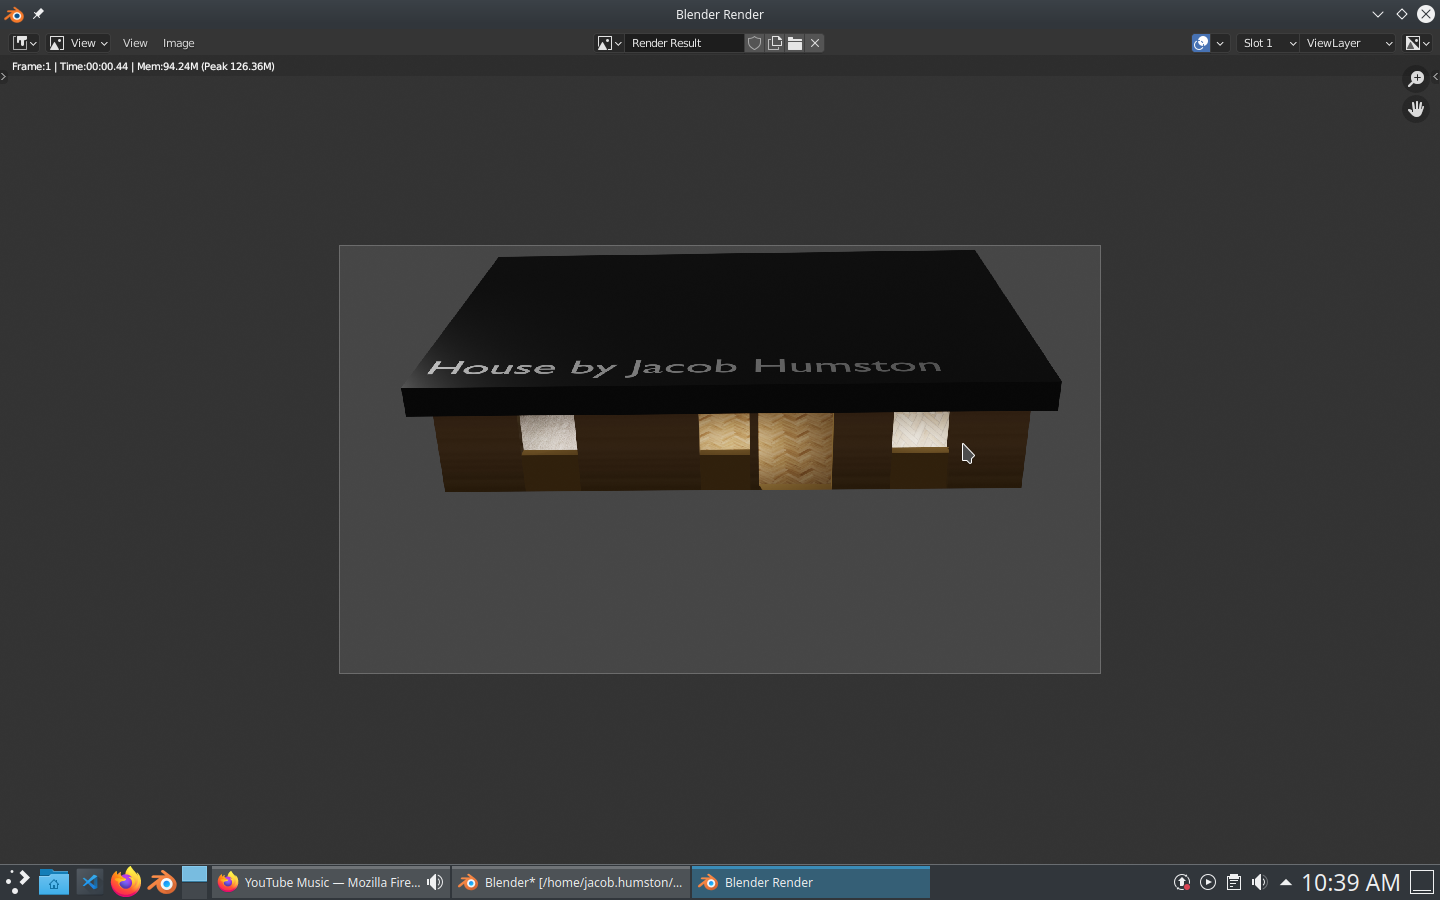 Blender Render
View
View
Image
Render Result
Slot 1
ViewLayer
Frame:1 | Time:00:00.44 | Mem:94.24M (Peak 126.36M)
House by Jacob Humston
YouTube Music — Mozilla Fire...
Blender* [/home/jacob.humston/...
Blender Render
10:39 AM